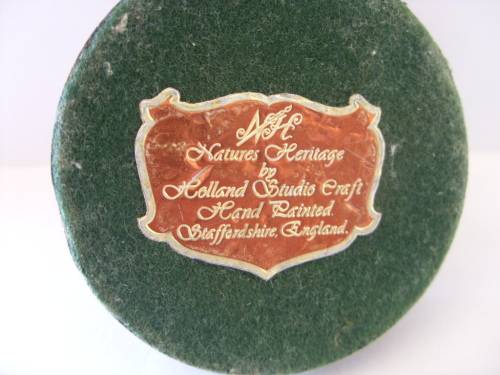 NH
Natures Heritage
by
Holland Studio Craft
Hand Painted.
Staffordshire, England.